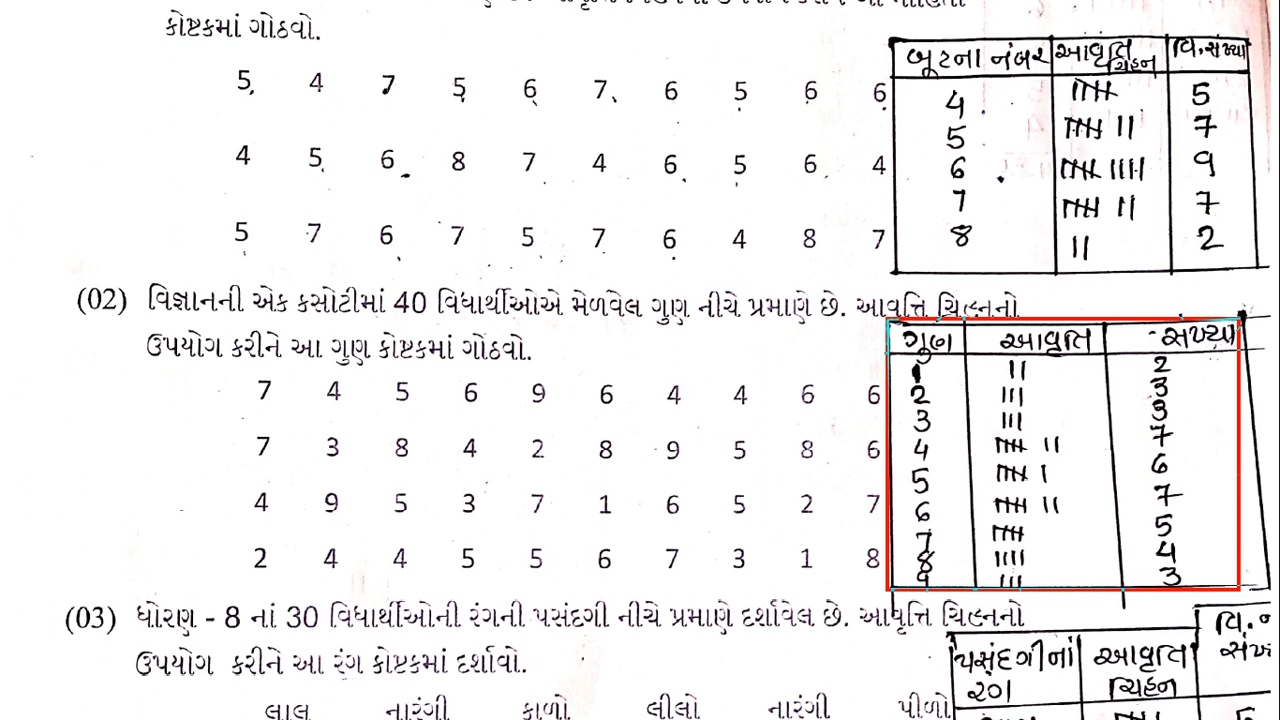 કોષ્ટકમાં ગોઠવો.
બૂટના નંબર આવૃત્તિ ચિહ્ન વિ.સંખ્યા
5 4 7 5 6 7 6 5 6 6
4 5 6 8 7 4 6 5 6 4
5 7 6 7 5 7 6 4 8 7
4 𝍸 5
5 𝍸 || 7
6 𝍸 |||| 9
7 𝍸 || 7
8 || 2
(02) વિજ્ઞાનની એક કસોટીમાં 40 વિધાર્થીઓએ મેળવેલ ગુણ નીચે પ્રમાણે છે. આવૃત્તિ ચિહ્નનો
ઉપયોગ કરીને આ ગુણ કોષ્ટકમાં ગોઠવો.
7 4 5 6 9 6 4 4 6 6
7 3 8 4 2 8 9 5 8 6
4 9 5 3 7 1 6 5 2 7
2 4 4 5 5 6 7 3 1 8
ગુણ આવૃતિ સંખ્યા
1 || 2
2 ||| 3
3 ||| 3
4 𝍸 || 7
5 𝍸 | 6
6 𝍸 || 7
7 𝍸 5
8 |||| 4
9 ||| 3
(03) ધોરણ - 8 નાં 30 વિધાર્થીઓની રંગની પસંદગી નીચે પ્રમાણે દર્શાવેલ છે. આવૃત્તિ ચિહ્નનો
ઉપયોગ કરીને આ રંગ કોષ્ટકમાં દર્શાવો.
પસંદગીનાં આવૃતિ ચિહન
લાલ નારંગી કાળો લીલો નારંગી પીળો